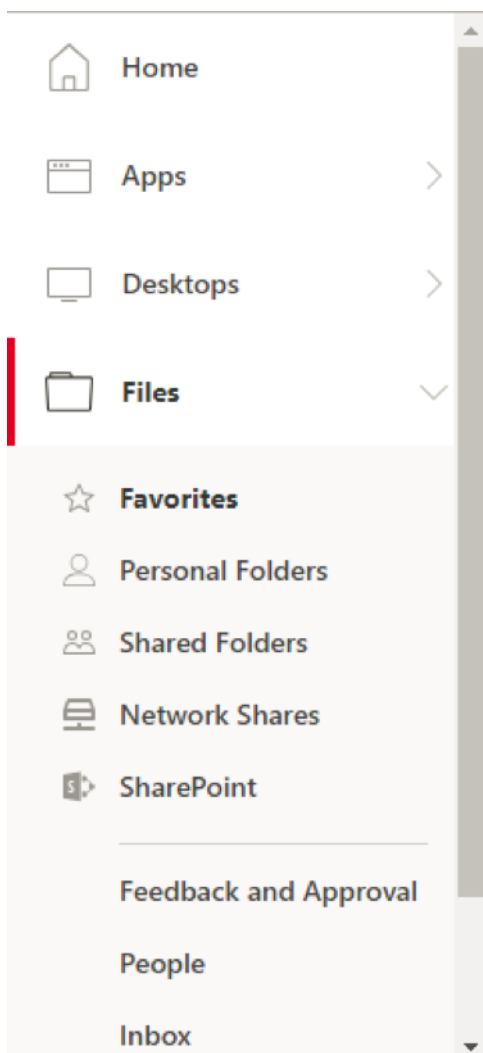 Home
Apps
Desktops
Files
Favorites
Personal Folders
Shared Folders
Network Shares
SharePoint
Feedback and Approval
People
Inbox